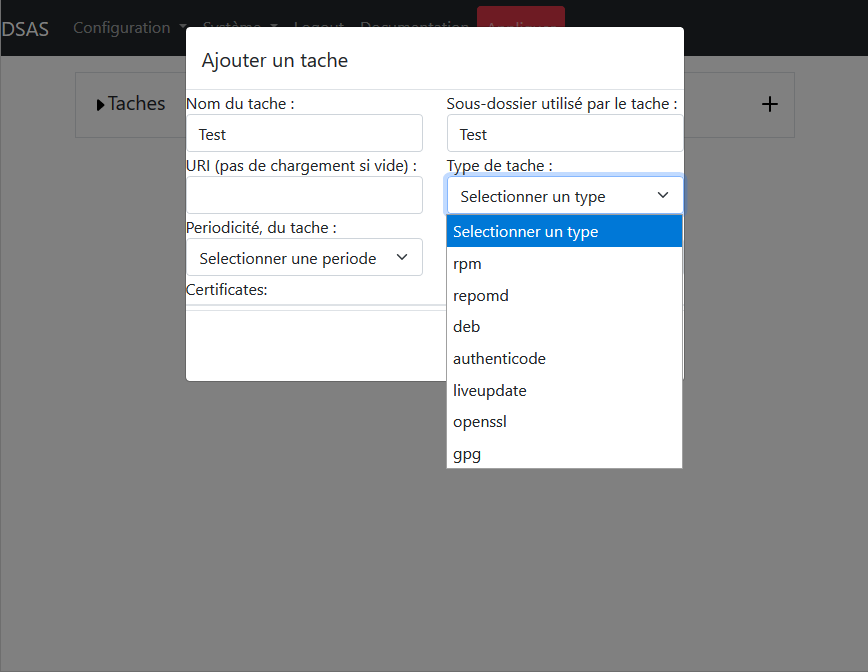 DSAS Configuration Système Logout Documentation Appliquer
Ajouter un tache
Taches
Nom du tache :
Sous-dossier utilisé par le tache :
Test
Test
URI (pas de chargement si vide) :
Type de tache :
Selectionner un type
Periodicité, du tache :
Selectionner une periode
Certificates:
Selectionner un type
rpm
repomd
deb
authenticode
liveupdate
openssl
gpg